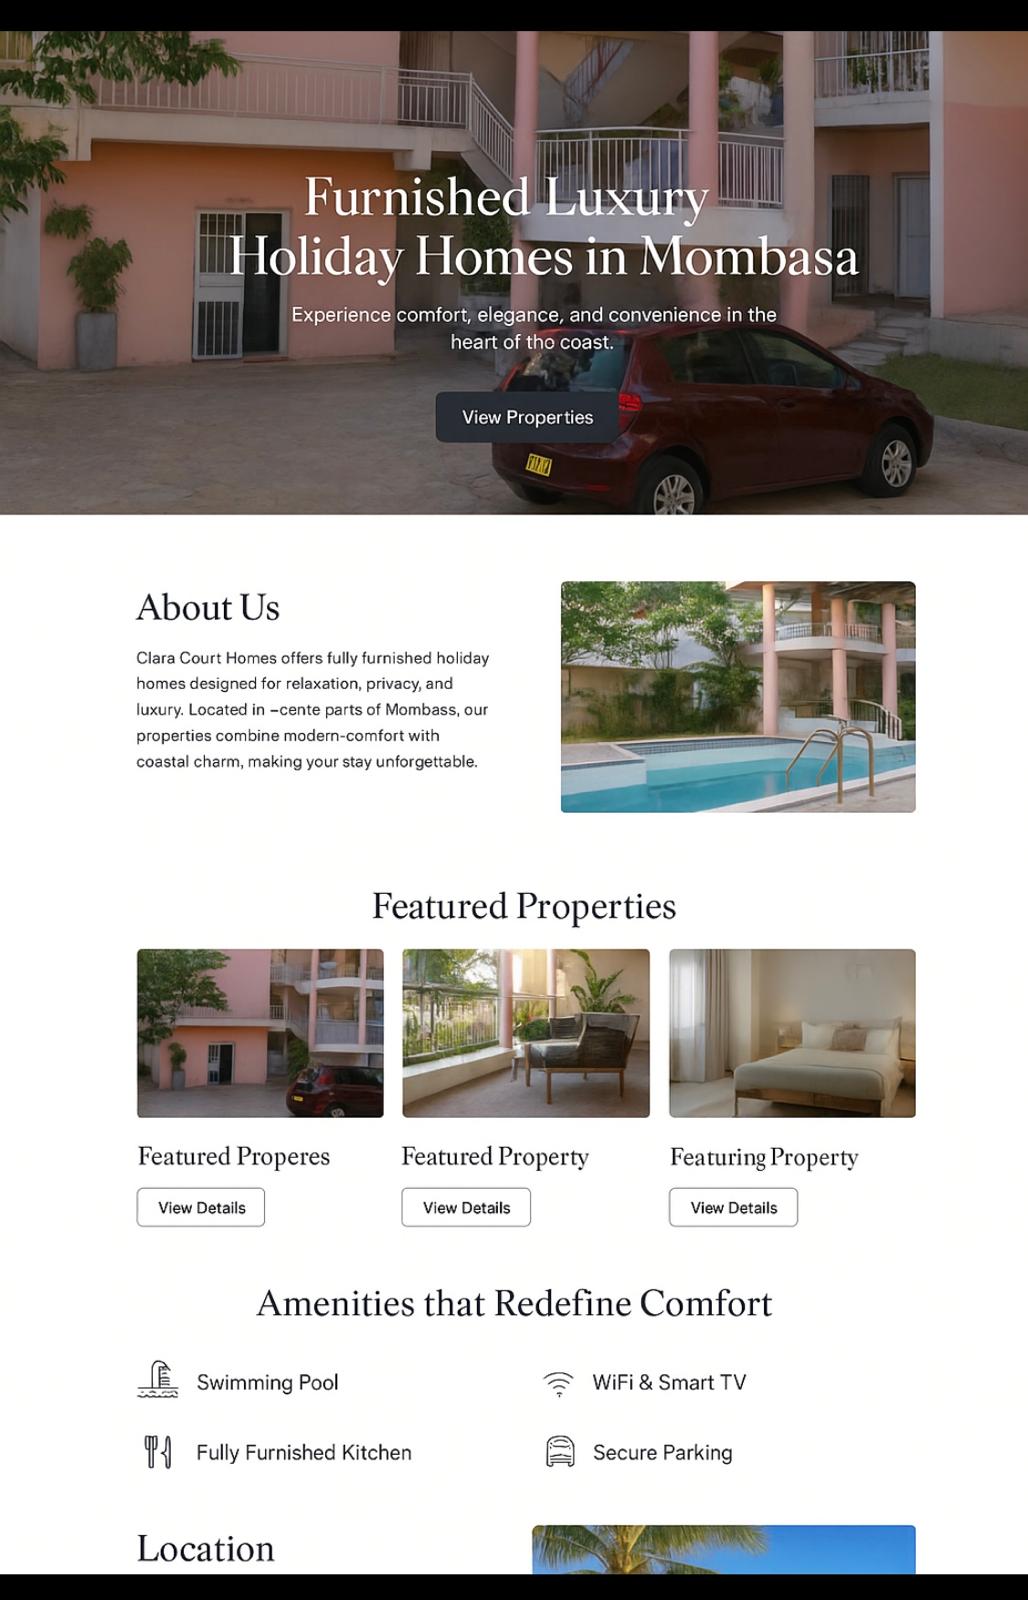 Furnished Luxury
Holiday Homes in Mombasa
Experience comfort, elegance, and convenience in the
heart of tho coast.
View Properties
About Us
Clara Court Homes offers fully furnished holiday
homes designed for relaxation, privacy, and
luxury. Located in –cente parts of Mombass, our
properties combine modern-comfort with
coastal charm, making your stay unforgettable.
Featured Properties
Featured Properes
Featured Property
Featuring Property
View Details
View Details
View Details
Amenities that Redefine Comfort
Swimming Pool
WiFi & Smart TV
Fully Furnished Kitchen
Secure Parking
Location